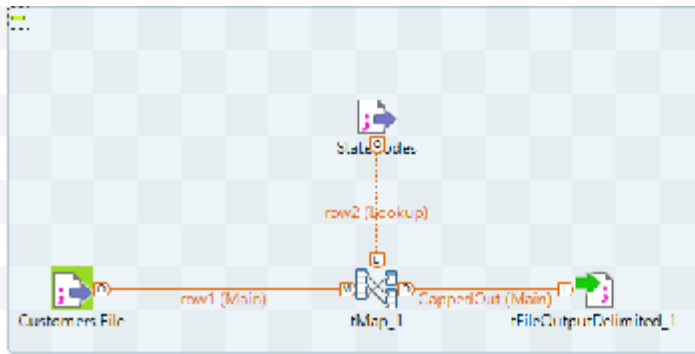 StateCodes
row2 (Lookup)
row1 (Main)
CappedOut (Main)
Customers File
tMap_1
tFileOutputDelimited_1